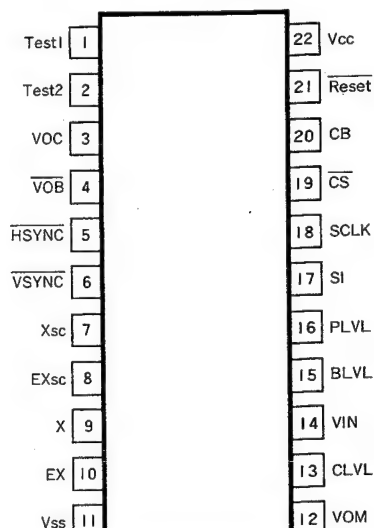 Test1 1
Test2 2
VOC 3
VOB 4
HSYNC 5
VSYNC 6
Xsc 7
EXsc 8
X 9
EX 10
Vss 11
22 Vcc
21 Reset
20 CB
19 CS
18 SCLK
17 SI
16 PLVL
15 BLVL
14 VIN
13 CLVL
12 VOM